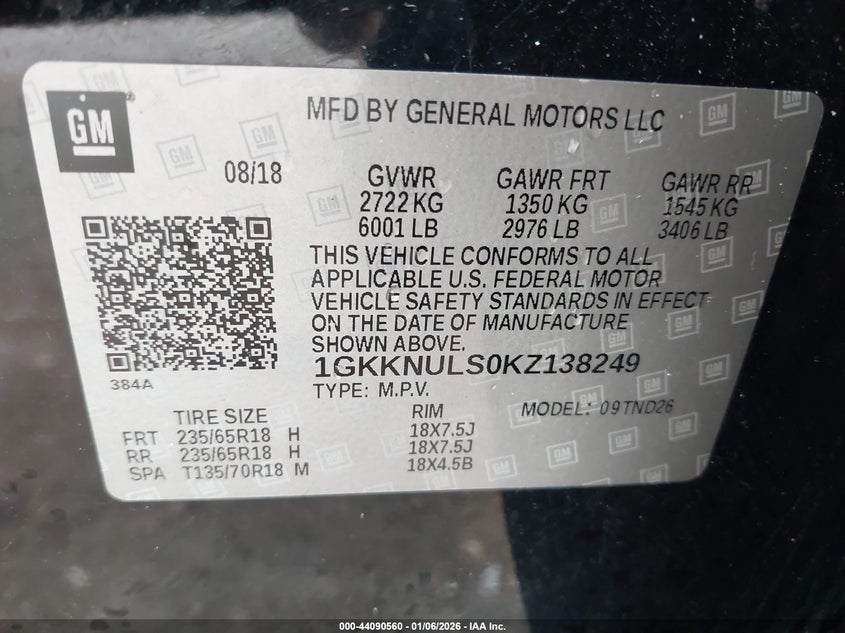 GM
MFD BY GENERAL MOTORS LLC
08/18 GVWR GAWR FRT GAWR RR
2722 KG 1350 KG 1545 KG
6001 LB 2976 LB 3406 LB
THIS VEHICLE CONFORMS TO ALL
APPLICABLE U.S. FEDERAL MOTOR
VEHICLE SAFETY STANDARDS IN EFFECT
ON THE DATE OF MANUFACTURE
SHOWN ABOVE.
384A
1GKKNULS0KZ138249
TYPE: M.P.V.
TIRE SIZE RIM MODEL: 09TND26
FRT 235/65R18 H 18X7.5J
RR 235/65R18 H 18X7.5J
SPA T135/70R18 M 18X4.5B
000-44090560 - 01/06/2026 - IAA Inc.